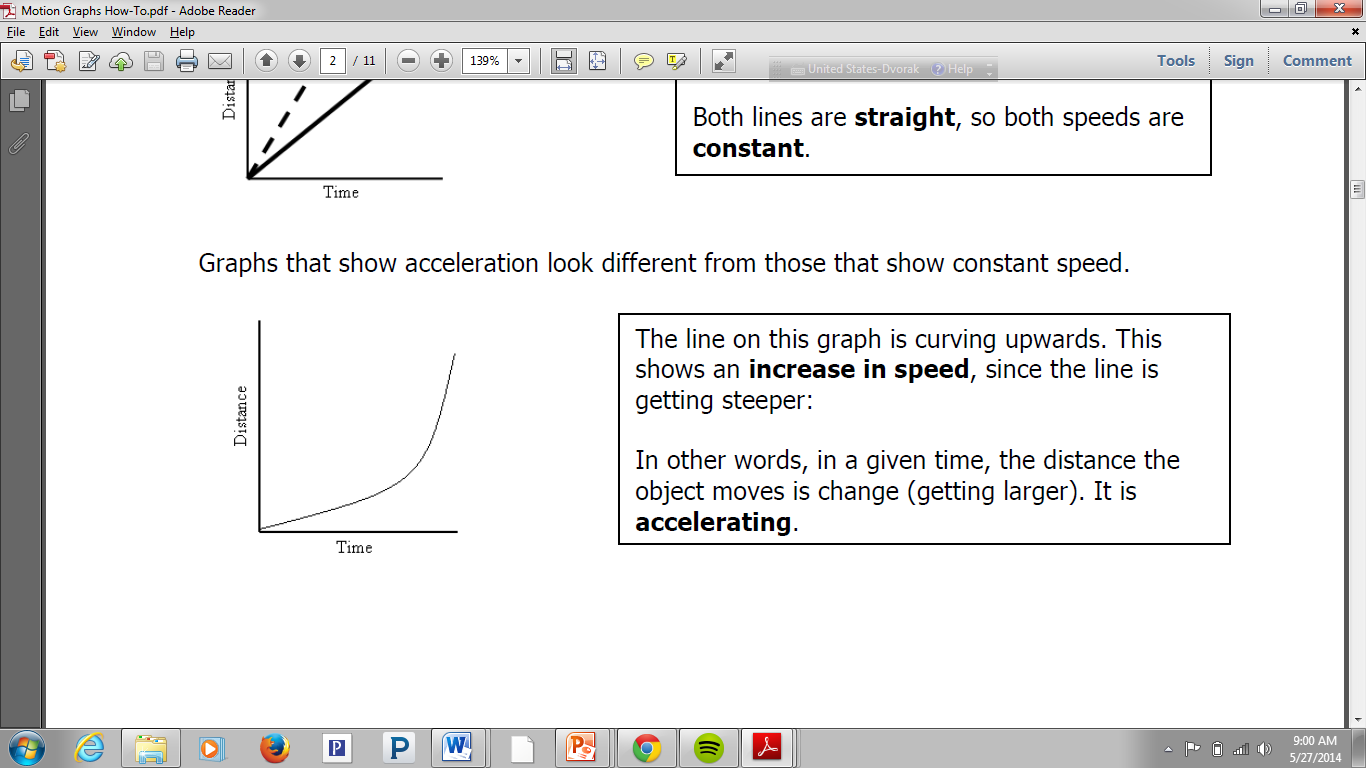 Motion Graphs How-To.pdf - Adobe Reader
File Edit View Window Help
2 / 11 139% Tools Sign Comment
United States-Dvorak Help
Distan
Time
Both lines are straight, so both speeds are
constant.
Graphs that show acceleration look different from those that show constant speed.
Distance
Time
The line on this graph is curving upwards. This
shows an increase in speed, since the line is
getting steeper:
In other words, in a given time, the distance the
object moves is change (getting larger). It is
accelerating.
9:00 AM
5/27/2014